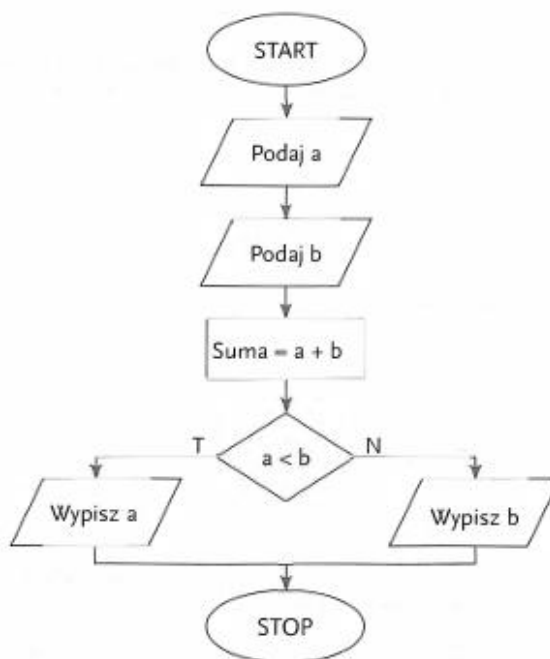 START
Podaj a
Podaj b
Suma = a + b
T
a < b
N
Wypisz a
Wypisz b
STOP